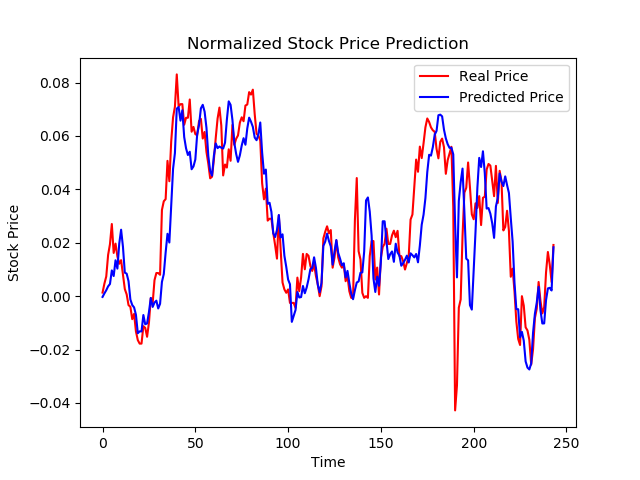 Normalized Stock Price Prediction
Real Price
Predicted Price
Stock Price
0.08
0.06
0.04
0.02
0.00
−0.02
−0.04
0 50 100 150 200 250
Time